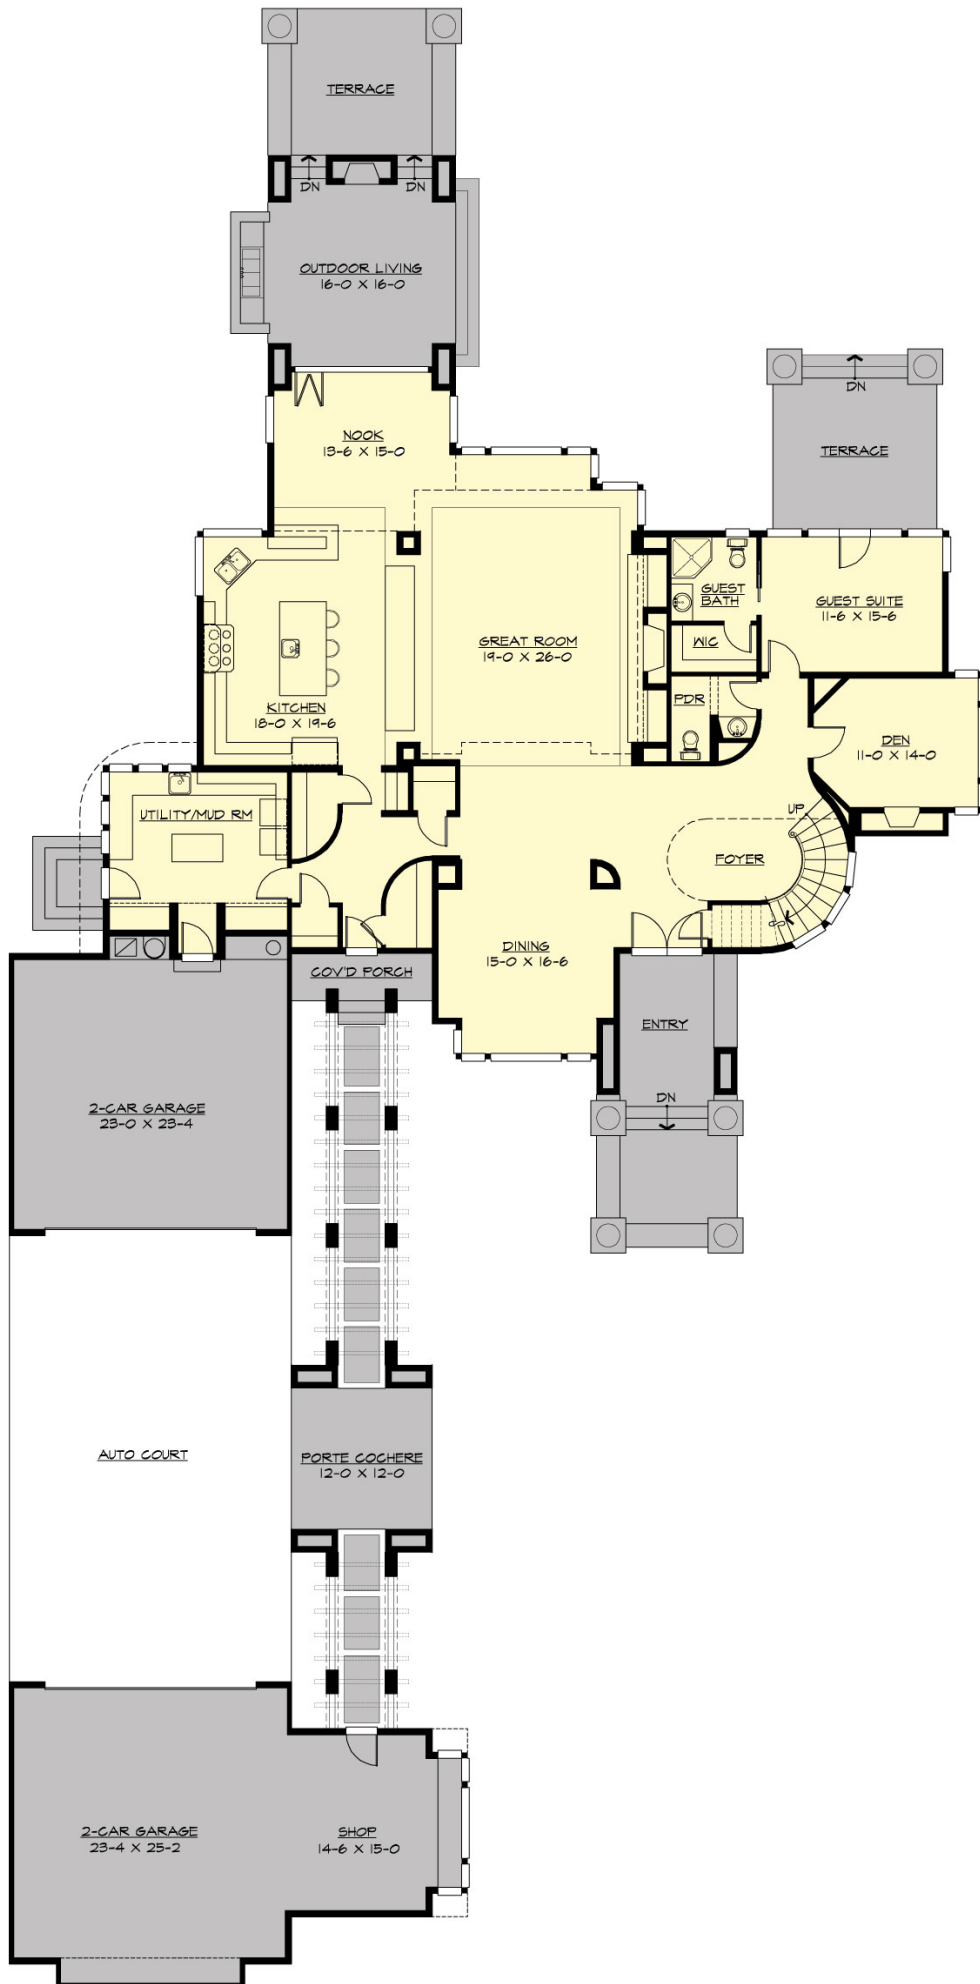 TERRACE
DN
DN
OUTDOOR LIVING
16-0 X 16-0
DN
TERRACE
NOOK
13-6 X 15-0
GUEST
BATH
GUEST SUITE
11-6 X 15-6
WIC
GREAT ROOM
19-0 X 26-0
KITCHEN
18-0 X 19-6
PDR
DEN
11-0 X 14-0
UTILITY/MUD RM
UP
FOYER
DINING
15-0 X 16-6
COV'D PORCH
ENTRY
DN
2-CAR GARAGE
23-0 X 23-4
AUTO COURT
PORTE COCHERE
12-0 X 12-0
2-CAR GARAGE
23-4 X 25-2
SHOP
14-6 X 15-0